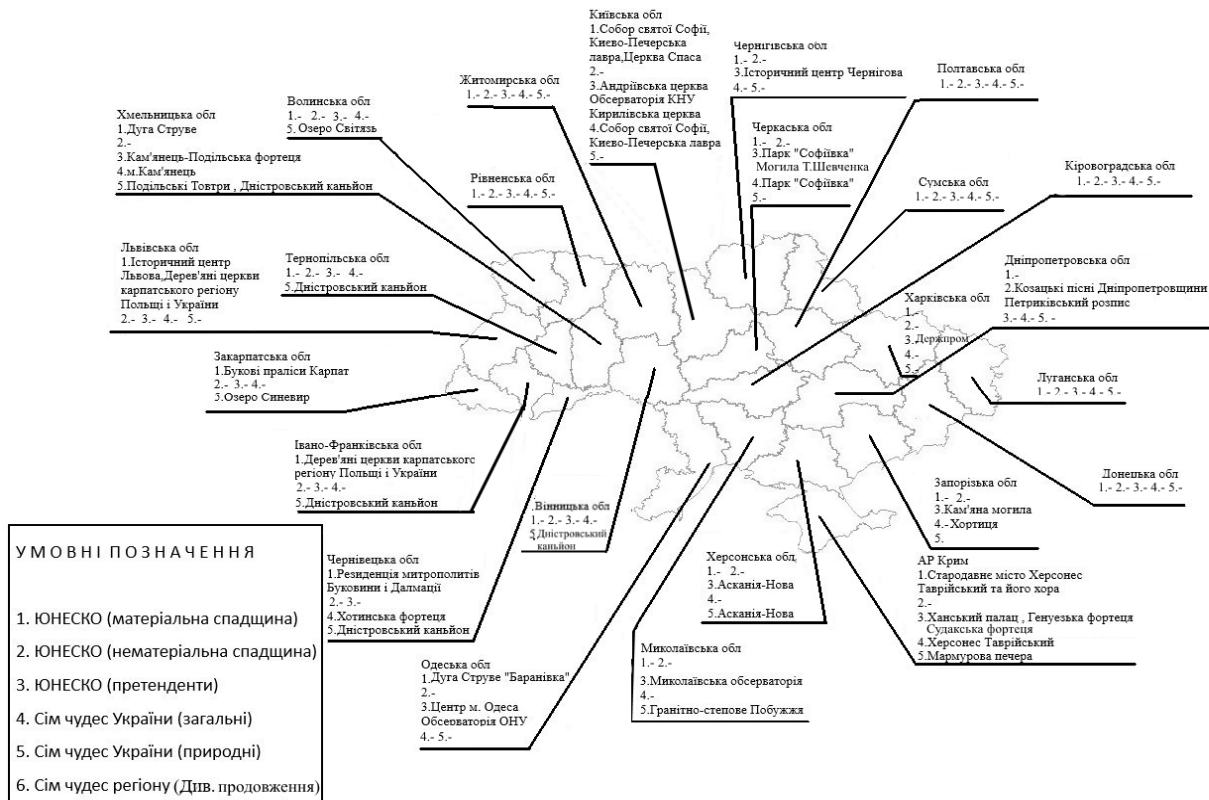 Київська обл
1.Собор святої Софії,
Києво-Печерська
лавра,Церква Спаса
2.-
3.Андріївська церква
Обсерваторія КНУ
Кирилівська церква
4.Собор святої Софії,
Києво-Печерська лавра
5.-
Чернігівська обл
1.- 2.-
3.Історичний центр Чернігова
4.- 5.-
Полтавська обл
1.- 2.- 3.- 4.- 5.-
Житомирська обл
1.- 2.- 3.- 4.- 5.-
Волинська обл
1.- 2.- 3.- 4.-
5. Озеро Світязь
Хмельницька обл
1.Дуга Струве
2.-
3.Кам'янець-Подільська фортеця
4.м.Кам'янець
5.Подільські Товтри , Дністровський каньйон
Черкаська обл
1.- 2.-
3.Парк "Софіївка"
Могила Т.Шевченка
4.Парк "Софіївка"
5.-
Кіровоградська обл
1.- 2.- 3.- 4.- 5.-
Рівненська обл
1.- 2.- 3.- 4.- 5.-
Сумська обл
1.- 2.- 3.- 4.- 5.-
Львівська обл
1.Історичний центр
Львова,Дерев'яні церкви
карпатського регіону
Польщі і України
2.- 3.- 4.- 5.-
Тернопільська обл
1.- 2.- 3.- 4.-
5.Дністровський каньйон
Дніпропетровська обл
1.-
2.Козацькі пісні Дніпропетровщини
Петриківський розпис
3.- 4.- 5. -
Харківська обл
1.-
2.-
3. Держпром
4.-
5.-
Закарпатська обл
1.Букові праліси Карпат
2.- 3.- 4.-
5.Озеро Синевир
Луганська обл
1.- 2.- 3.- 4.- 5.-
Івано-Франківська обл
1.Дерев'яні церкви карпатськогс
регіону Польщі і України
2.- 3.- 4.-
5.Дністровський каньйон
Донецька обл
1.- 2.- 3.- 4.- 5.-
Запорізька обл
1.- 2.-
3.Кам'яна могила
4.-Хортиця
5.
Вінницька обл
1.- 2.- 3.- 4.-
5.Дністровський
каньйон
УМОВНІ ПОЗНАЧЕННЯ
1. ЮНЕСКО (матеріальна спадщина)
2. ЮНЕСКО (нематеріальна спадщина)
3. ЮНЕСКО (претенденти)
4. Сім чудес України (загальні)
5. Сім чудес України (природні)
6. Сім чудес регіону (Див. продовження)
Чернівецька обл
1.Резиденція митрополитів
Буковини і Далмації
2.- 3.-
4.Хотинська фортеця
5.Дністровський каньйон
Херсонська обл,
1.- 2.-
3.Асканія-Нова
4.-
5.Асканія-Нова
АР Крим
1.Стародавнє місто Херсонес
Таврійський та його хора
2.-
3.Ханський палац , Генуезька фортеця
Судакська фортеця
4.Херсонес Таврійський
5.Мармурова печера
Одеська обл
1.Дуга Струве "Баранівка"
2.-
3.Центр м. Одеса
Обсерваторія ОНУ
4.- 5.-
Миколаївська обл
1.- 2.-
3.Миколаївська обсерваторія
4.-
5.Гранітно-степове Побужжя